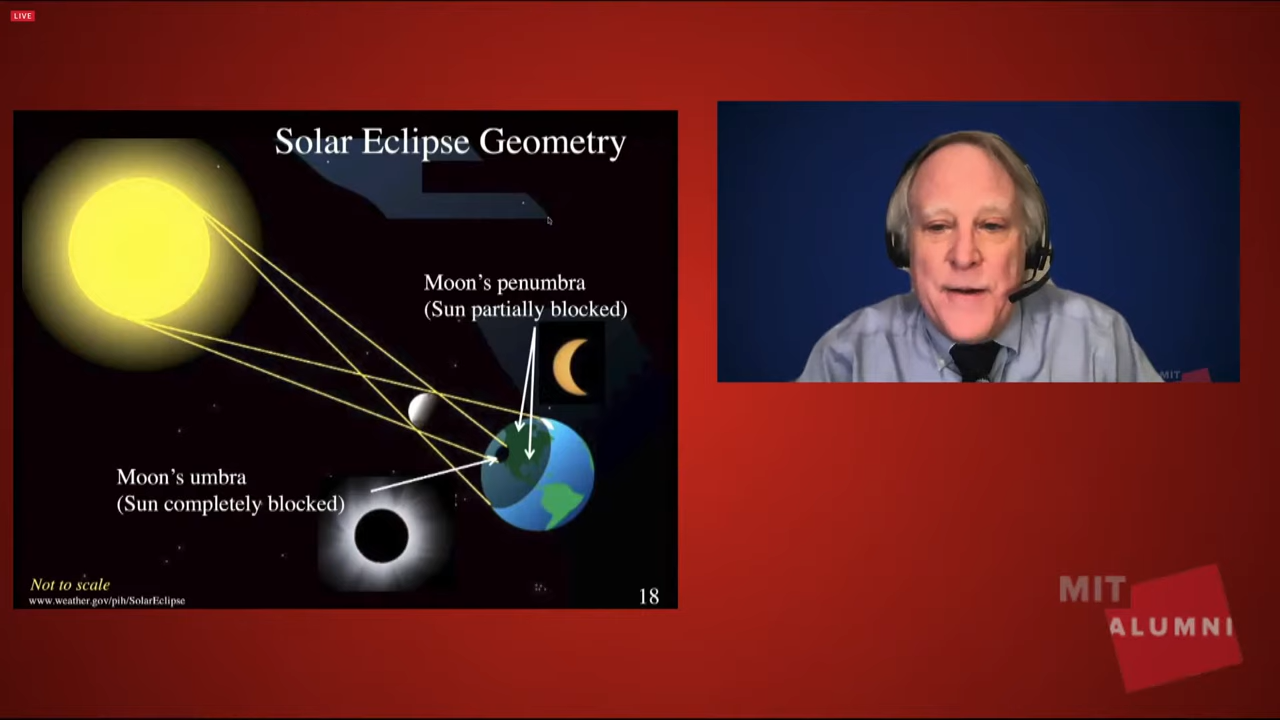 LIVE
Solar Eclipse Geometry
Moon's penumbra
(Sun partially blocked)
Moon's umbra
(Sun completely blocked)
Not to scale
www.weather.gov/pih/SolarEclipse
18
MIT
MIT
ALUMNI